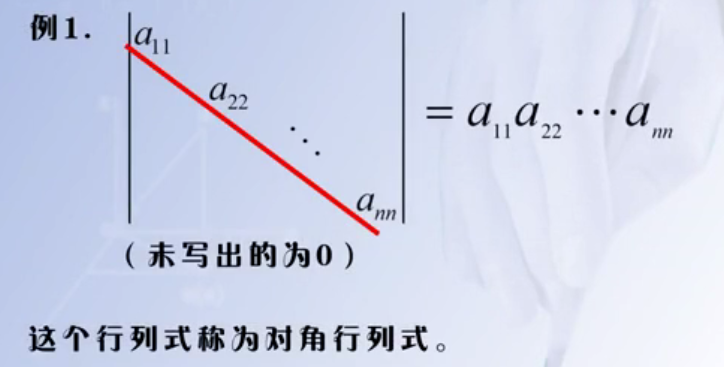 例1.
| a₁₁ a₂₂ ⋱ aₙₙ | = a₁₁a₂₂⋯aₙₙ
(未写出的为0)
这个行列式称为对角行列式。